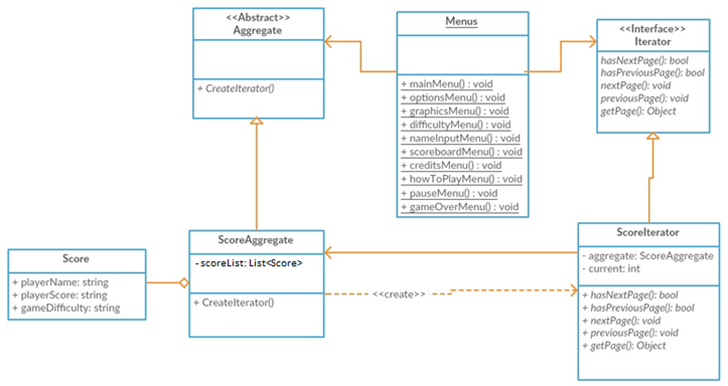 <<Abstract>>
Aggregate
+ CreateIterator()
Menus
+ mainMenu() : void
+ optionsMenu() : void
+ graphicsMenu() : void
+ difficultyMenu() : void
+ nameInputMenu() : void
+ scoreboardMenu() : void
+ creditsMenu() : void
+ howToPlayMenu() : void
+ pauseMenu() : void
+ gameOverMenu() : void
<<Interface>>
Iterator
hasNextPage(): bool
hasPreviousPage(): bool
nextPage(): void
previousPage(): void
getPage(): Object
Score
+ playerName: string
+ playerScore: string
+ gameDifficulty: string
ScoreAggregate
- scoreList: List<Score>
+ CreateIterator()
<<create>>
ScoreIterator
- aggregate: ScoreAggregate
- current: int
+ hasNextPage(): bool
+ hasPreviousPage(): bool
+ nextPage(): void
+ previousPage(): void
+ getPage(): Object